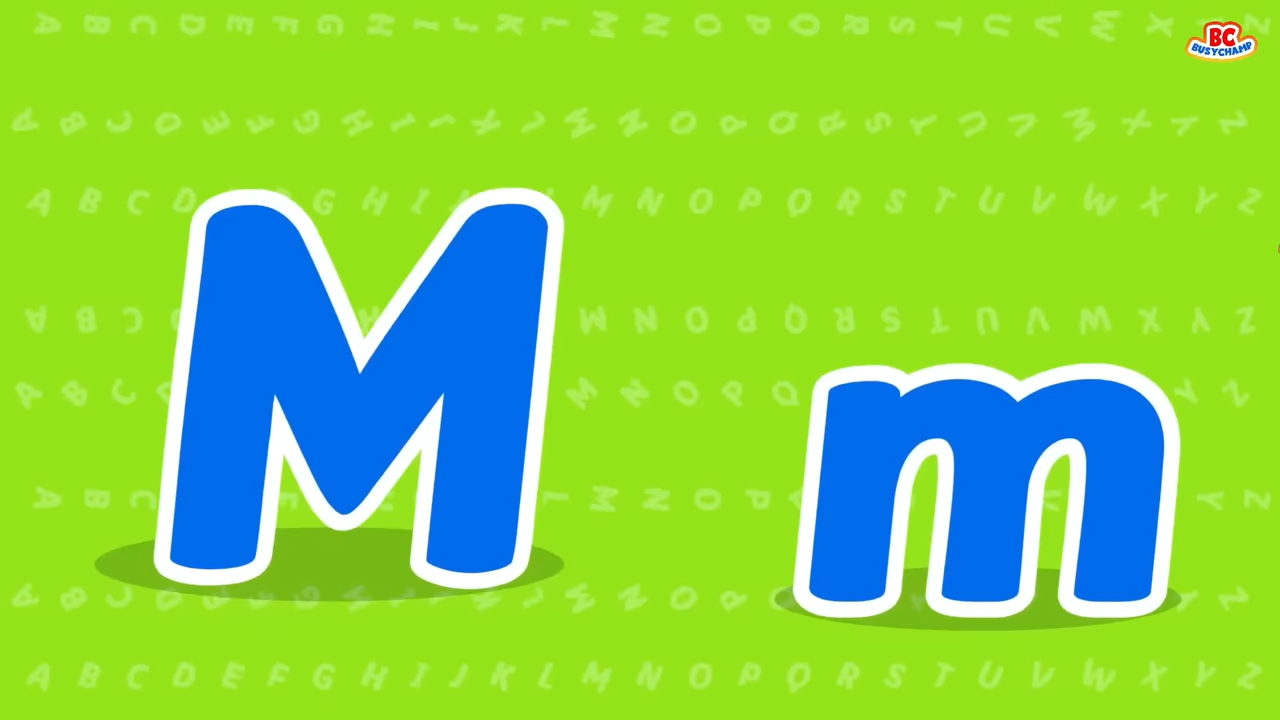 A B C D E F G H I J K L M N O P Q R S T U V W X Y Z
BC
BUSYCHAMP
A B C D E F G H I J K L M N O P Q R S T U V W X Y Z
A B C D F G H I L M N O P Q R S T U V W X Y Z
M m
A B C H M N O P Q R S T U V W X Y Z
A B C D M N O P Q Y Z
A B C E L M N O P V Y Z
A B C D E F G H I J K L M N O P Y Z
A B C D E F G H I J K L M N O P Q R S T U V W X Y Z